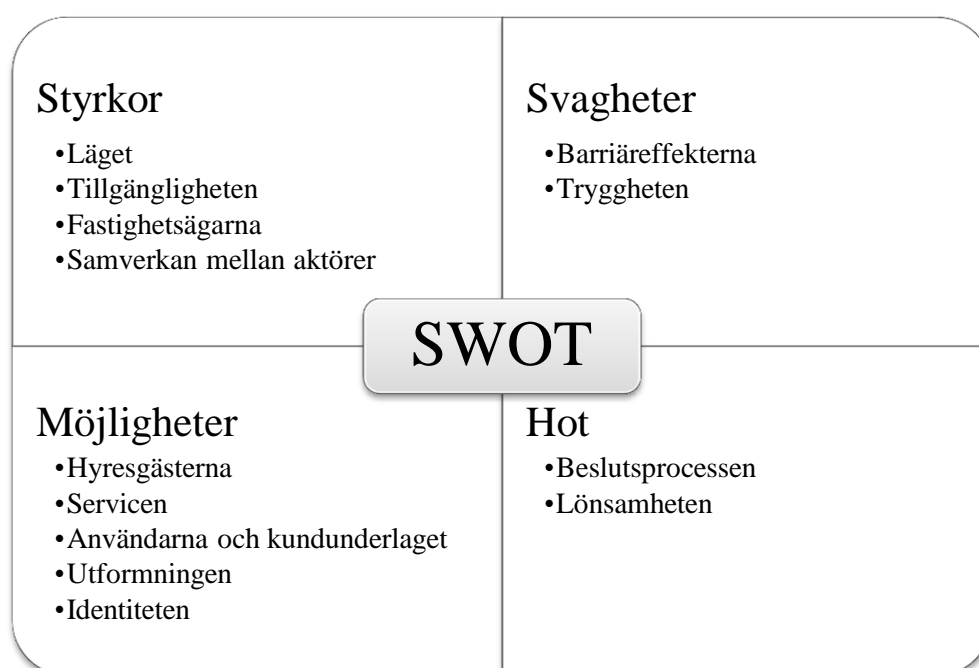 Styrkor
•Läget
•Tillgängligheten
•Fastighetsägarna
•Samverkan mellan aktörer
Svagheter
•Barriäreffekterna
•Tryggheten
SWOT
Möjligheter
•Hyresgästerna
•Servicen
•Användarna och kundunderlaget
•Utformningen
•Identiteten
Hot
•Beslutsprocessen
•Lönsamheten